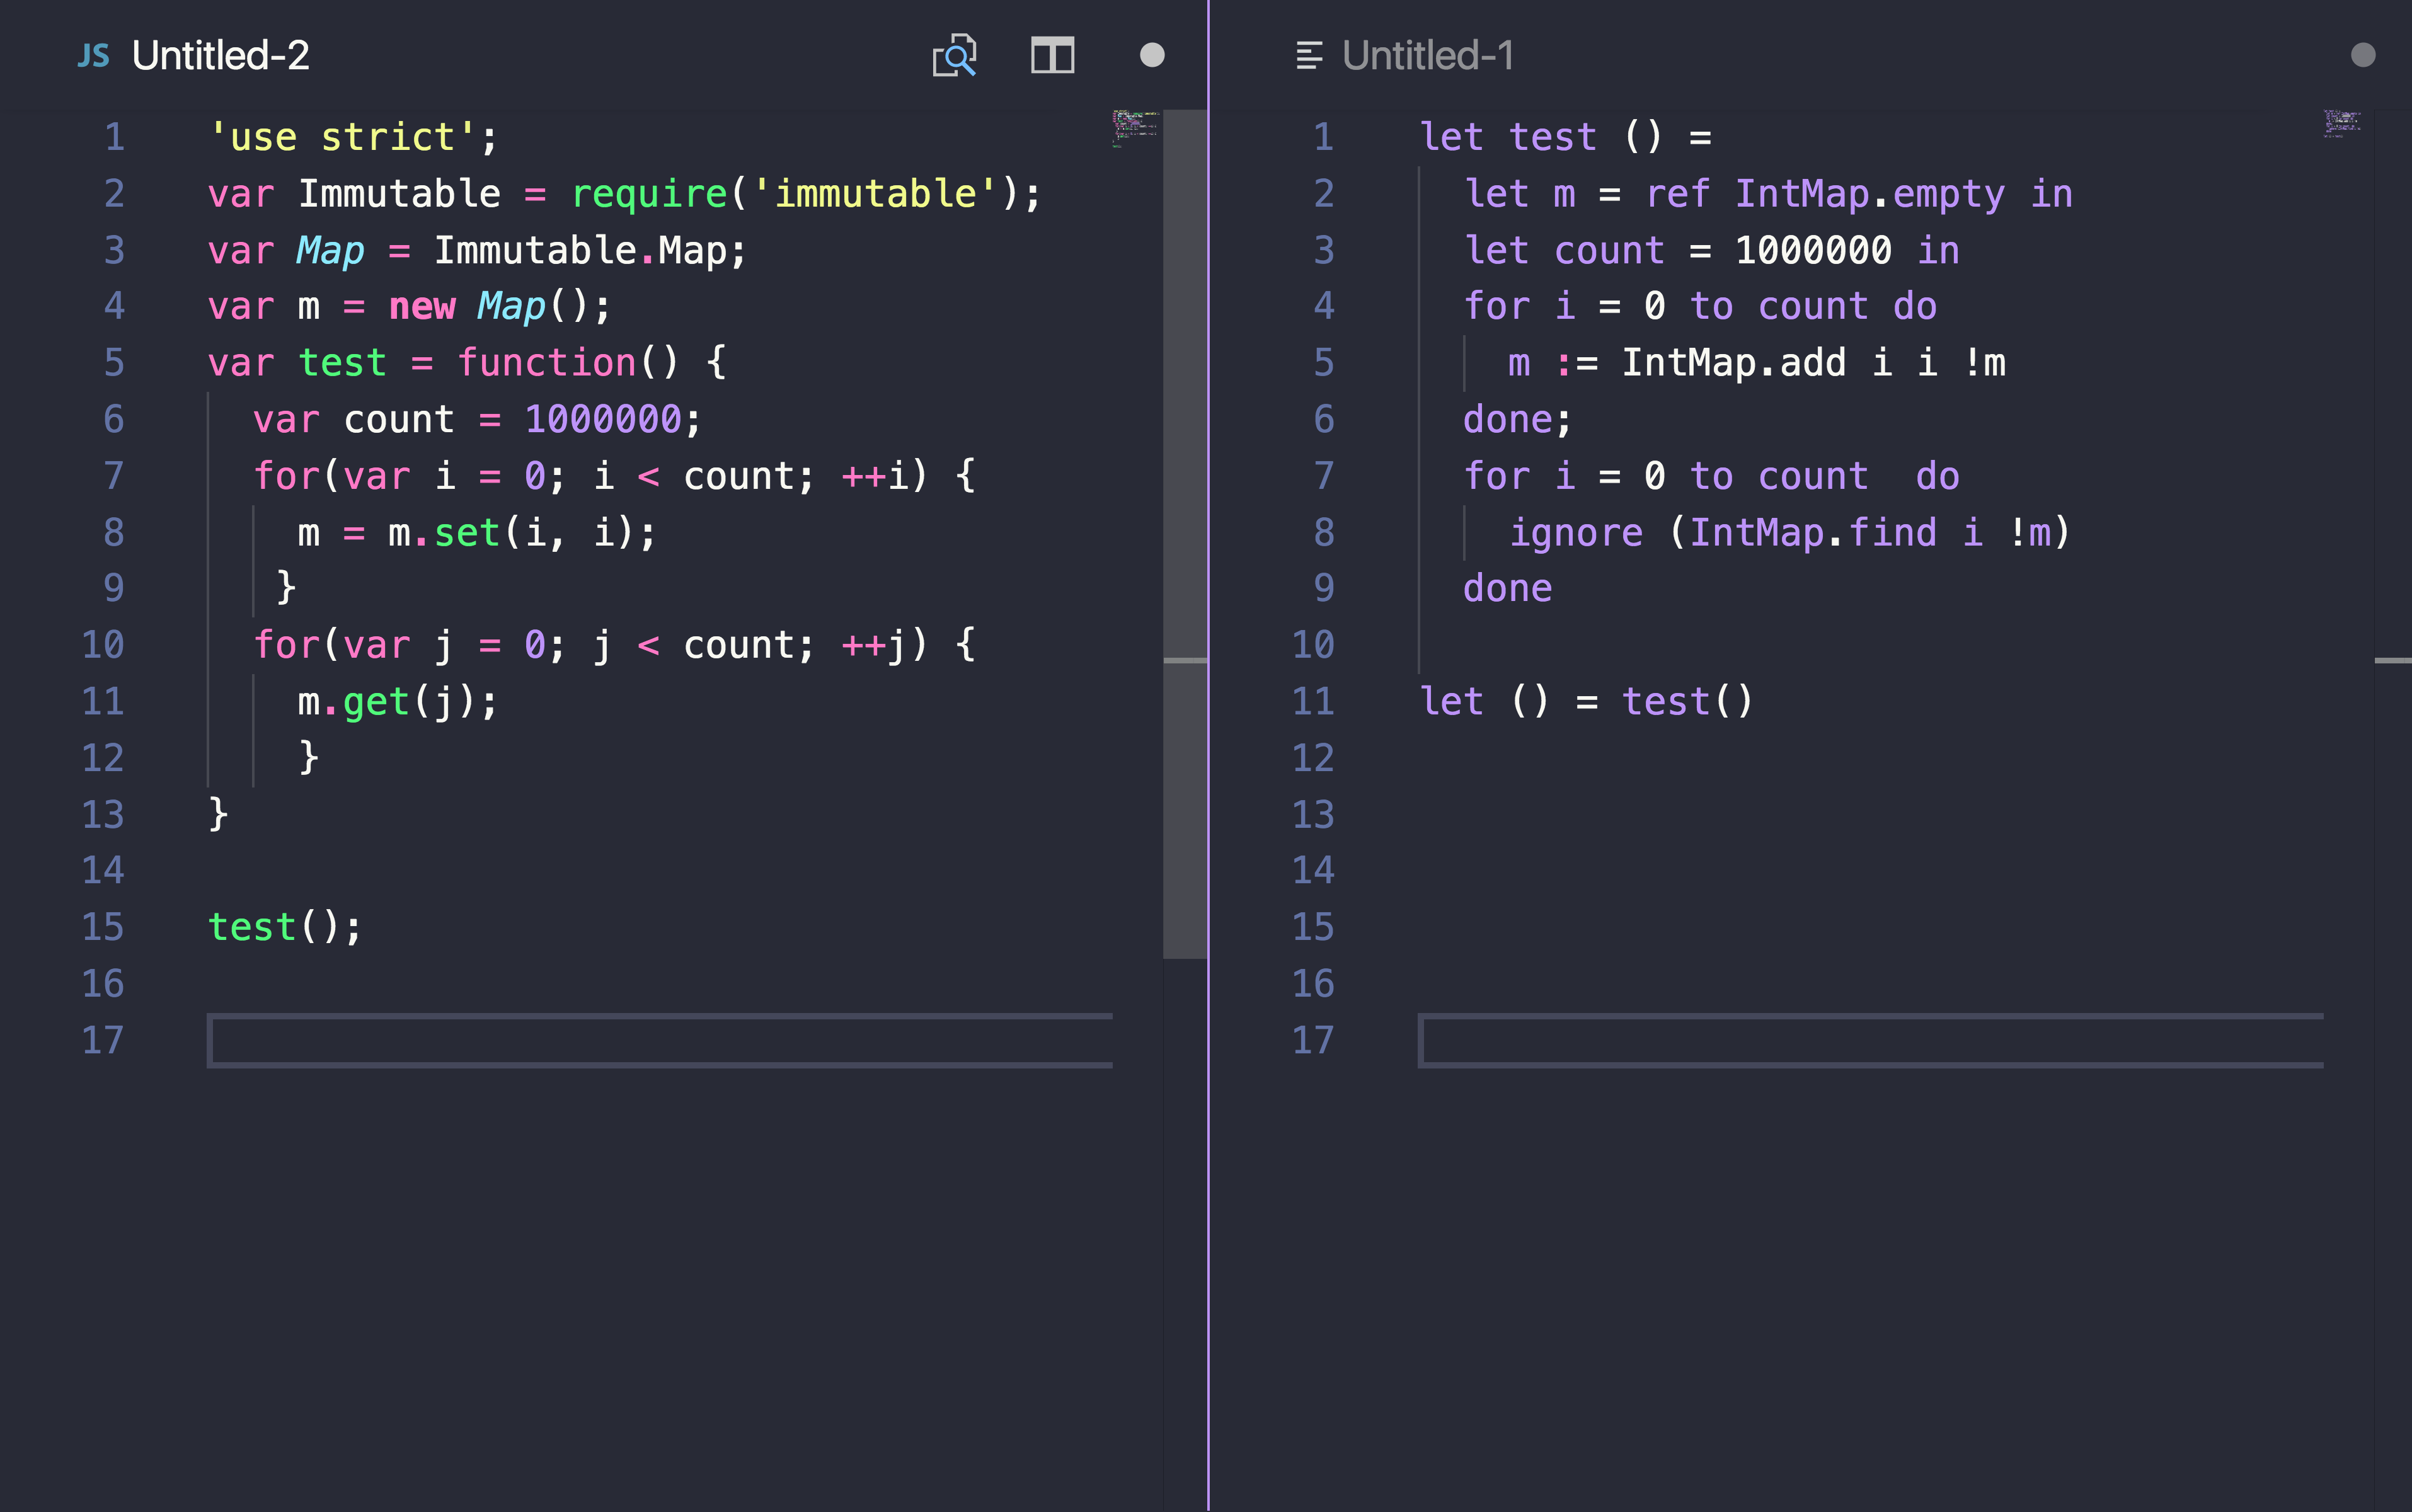 JS Untitled-2
1 'use strict';
2 var Immutable = require('immutable');
3 var Map = Immutable.Map;
4 var m = new Map();
5 var test = function() {
6   var count = 1000000;
7   for(var i = 0; i < count; ++i) {
8     m = m.set(i, i);
9    }
10   for(var j = 0; j < count; ++j) {
11     m.get(j);
12     }
13 }
14
15 test();
16
17
Untitled-1
1 let test () =
2   let m = ref IntMap.empty in
3   let count = 1000000 in
4   for i = 0 to count do
5     m := IntMap.add i i !m
6   done;
7   for i = 0 to count  do
8     ignore (IntMap.find i !m)
9   done
10
11 let () = test()
12
13
14
15
16
17